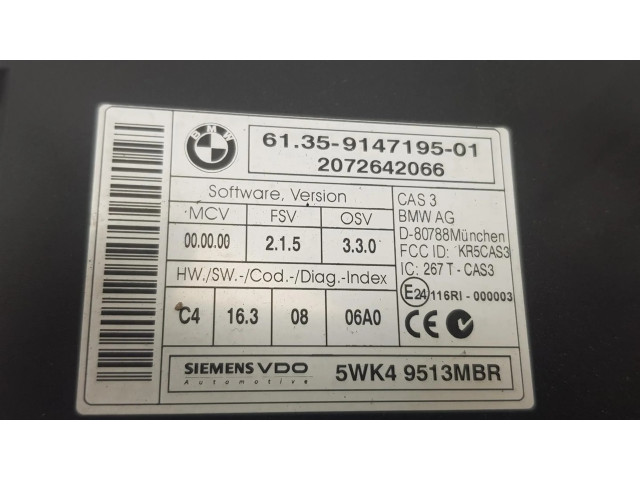 BMW
61.35-9147195-01
2072642066
Software, Version
MCV FSV OSV
00.00.00 2.1.5 3.3.0
HW./SW.-/Cod.-/Diag.-Index
C4 16.3 08 06A0
CAS 3
BMW AG
D-80788München
FCC ID: KR5CAS3
IC: 267 T - CAS3
E24 116RI - 000003
CE
SIEMENS VDO
Automotive
5WK4 9513MBR